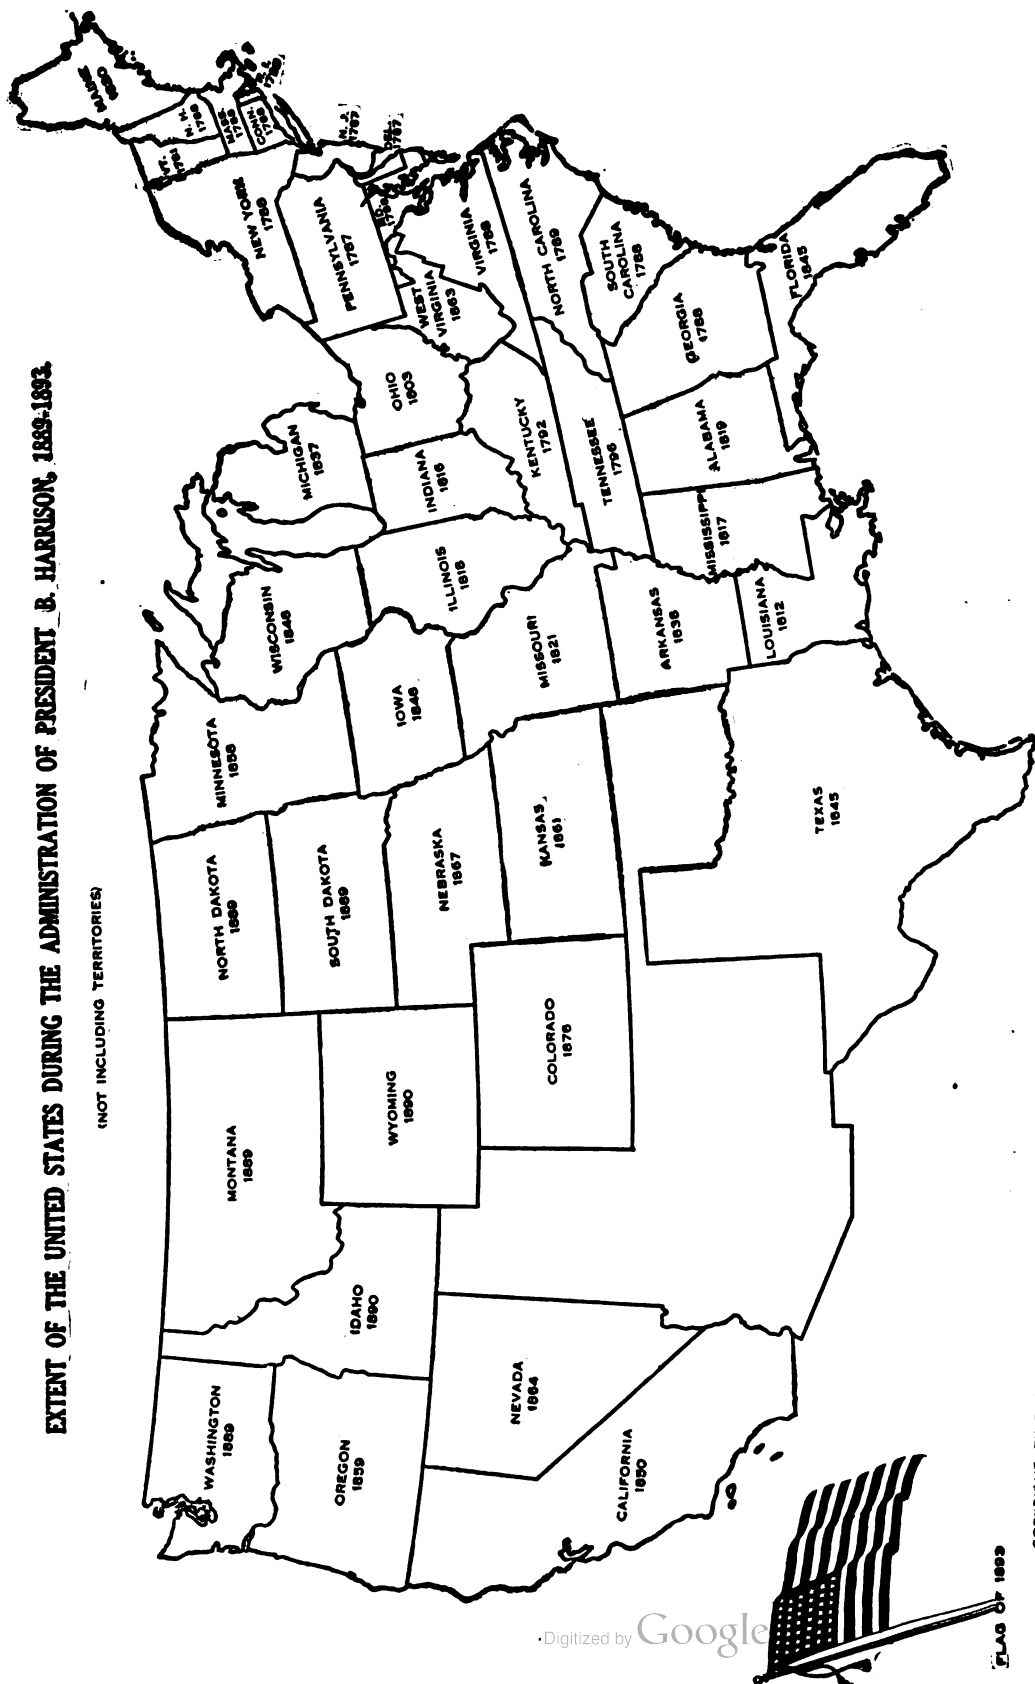 EXTENT OF THE UNITED STATES DURING THE ADMINISTRATION OF PRESIDENT B. HARRISON, 1889-1893.
(NOT INCLUDING TERRITORIES)
WASHINGTON
1889
OREGON
1859
CALIFORNIA
1850
NEVADA
1864
IDAHO
1890
MONTANA
1889
WYOMING
1890
COLORADO
1876
NORTH DAKOTA
1889
SOUTH DAKOTA
1889
NEBRASKA
1867
KANSAS
1861
TEXAS
1845
MINNESOTA
1858
IOWA
1846
MISSOURI
1821
ARKANSAS
1836
LOUISIANA
1812
WISCONSIN
1848
ILLINOIS
1818
MICHIGAN
1837
INDIANA
1816
OHIO
1803
KENTUCKY
1792
TENNESSEE
1796
MISSISSIPPI
1817
ALABAMA
1819
GEORGIA
1788
FLORIDA
1845
SOUTH
CAROLINA
1788
NORTH CAROLINA
1789
VIRGINIA
1788
WEST
VIRGINIA
1863
PENNSYLVANIA
1787
NEW YORK
1788
VT.
1791
N. H.
1788
MAINE
1820
MASS.
1788
CONN.
1788
N. J.
1787
DEL.
1787
FLAG OF 1893
Digitized by Google